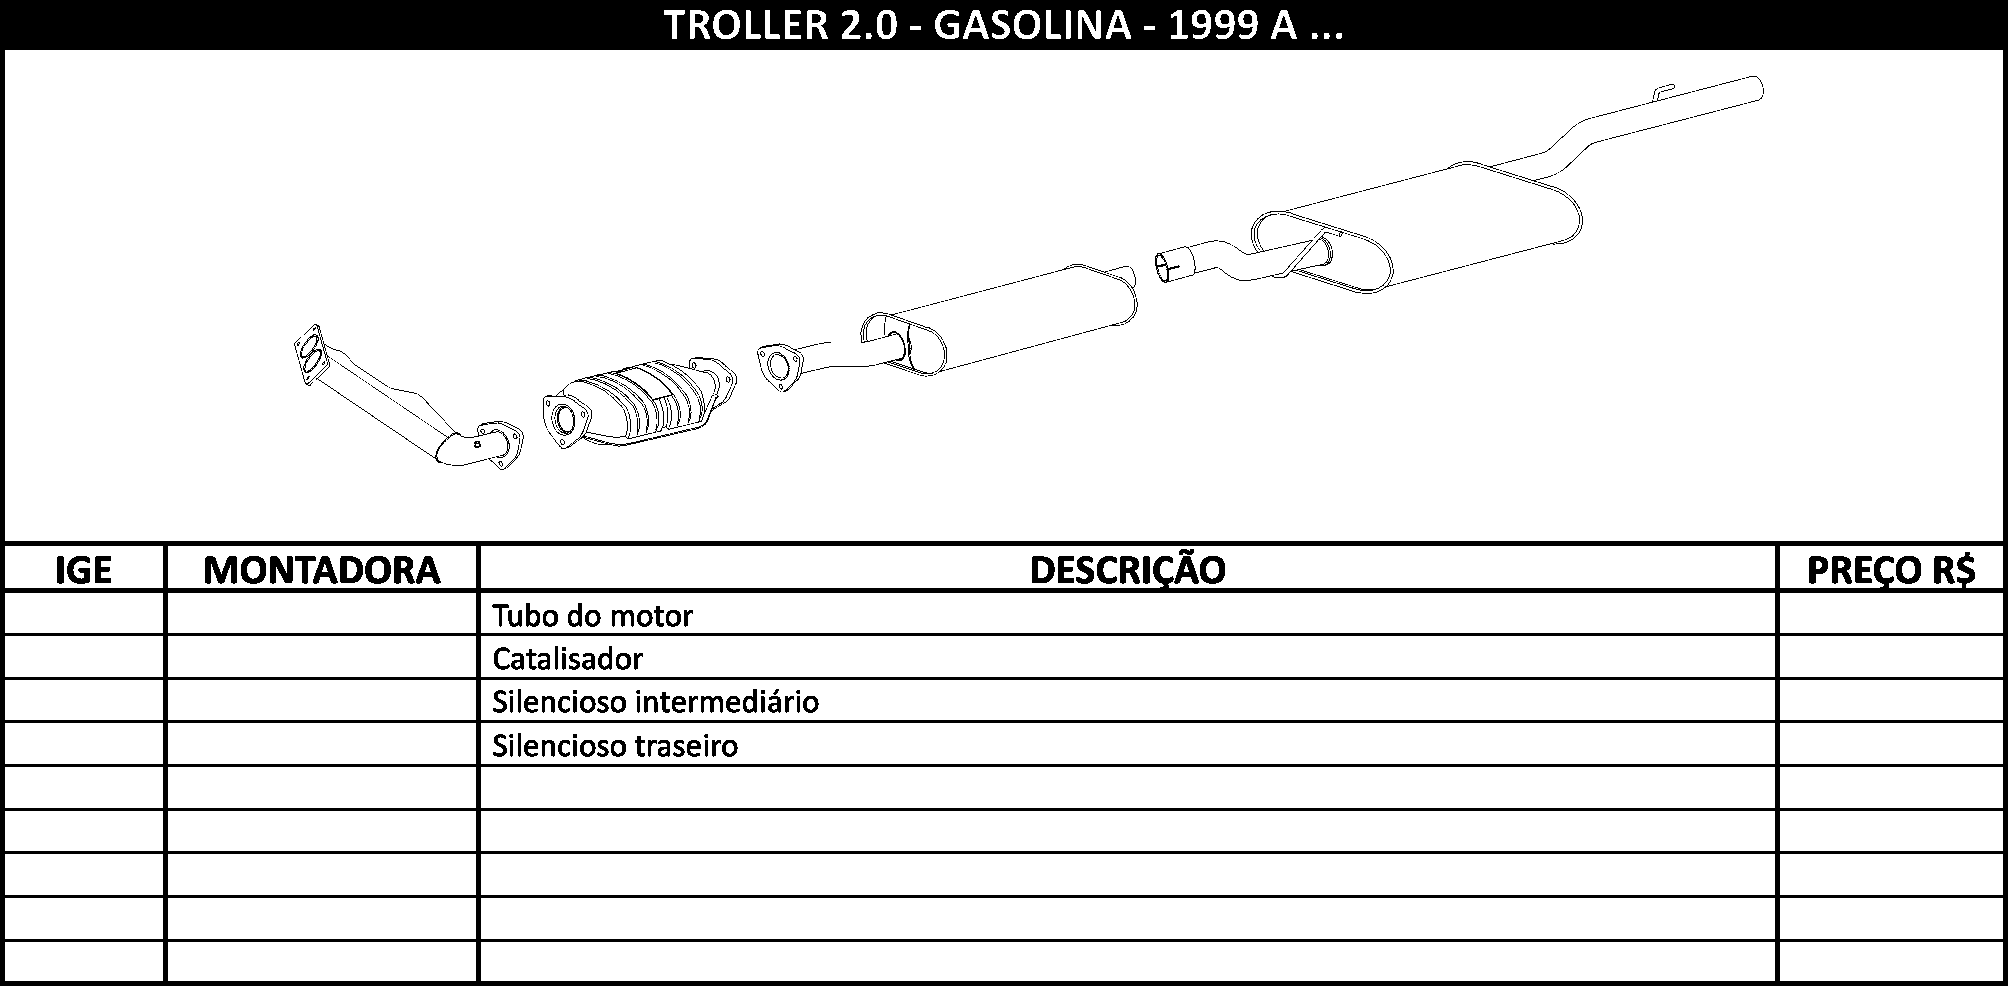 TROLLER 2.0 - GASOLINA - 1999 A ...
IGE MONTADORA DESCRIÇÃO PREÇO R$
Tubo do motor
Catalisador
Silencioso intermediário
Silencioso traseiro